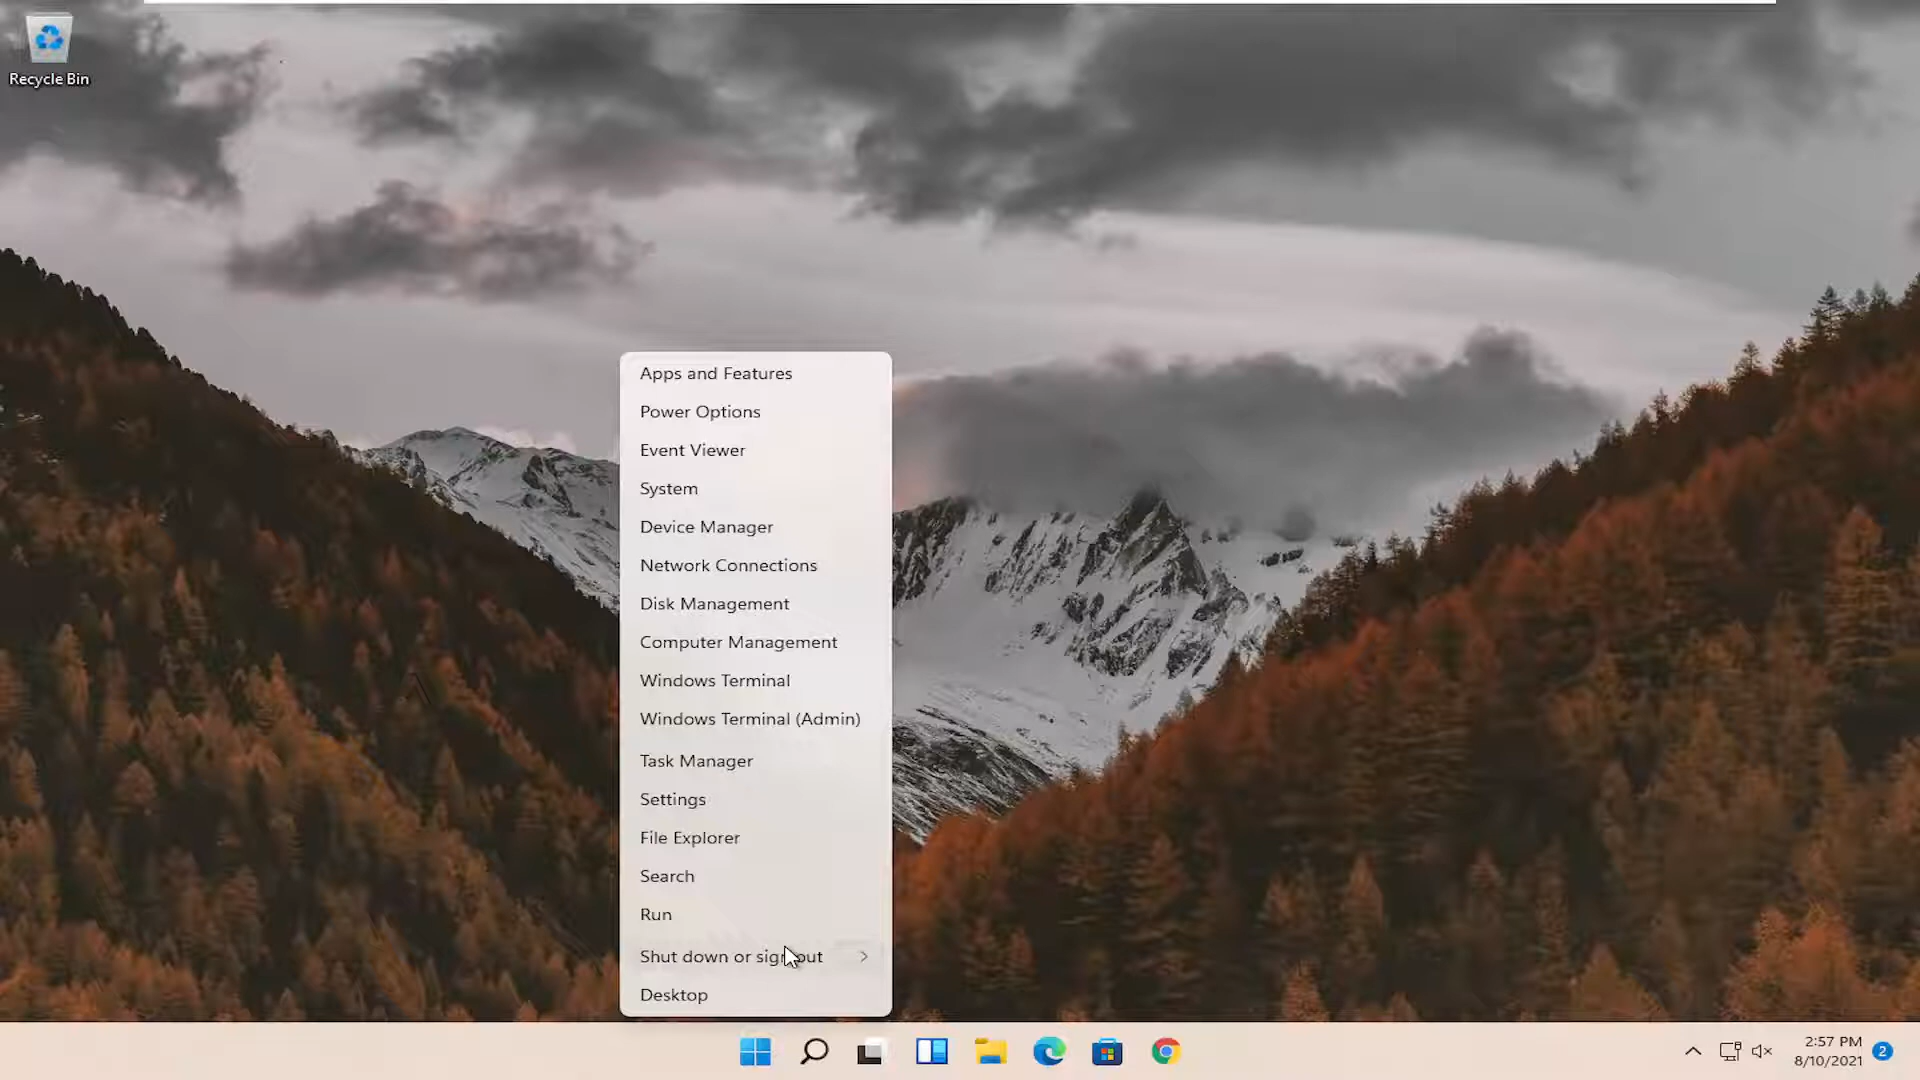 Recycle Bin
Apps and Features
Power Options
Event Viewer
System
Device Manager
Network Connections
Disk Management
Computer Management
Windows Terminal
Windows Terminal (Admin)
Task Manager
Settings
File Explorer
Search
Run
Shut down or sign out
Desktop
2:57 PM
8/10/2021
2